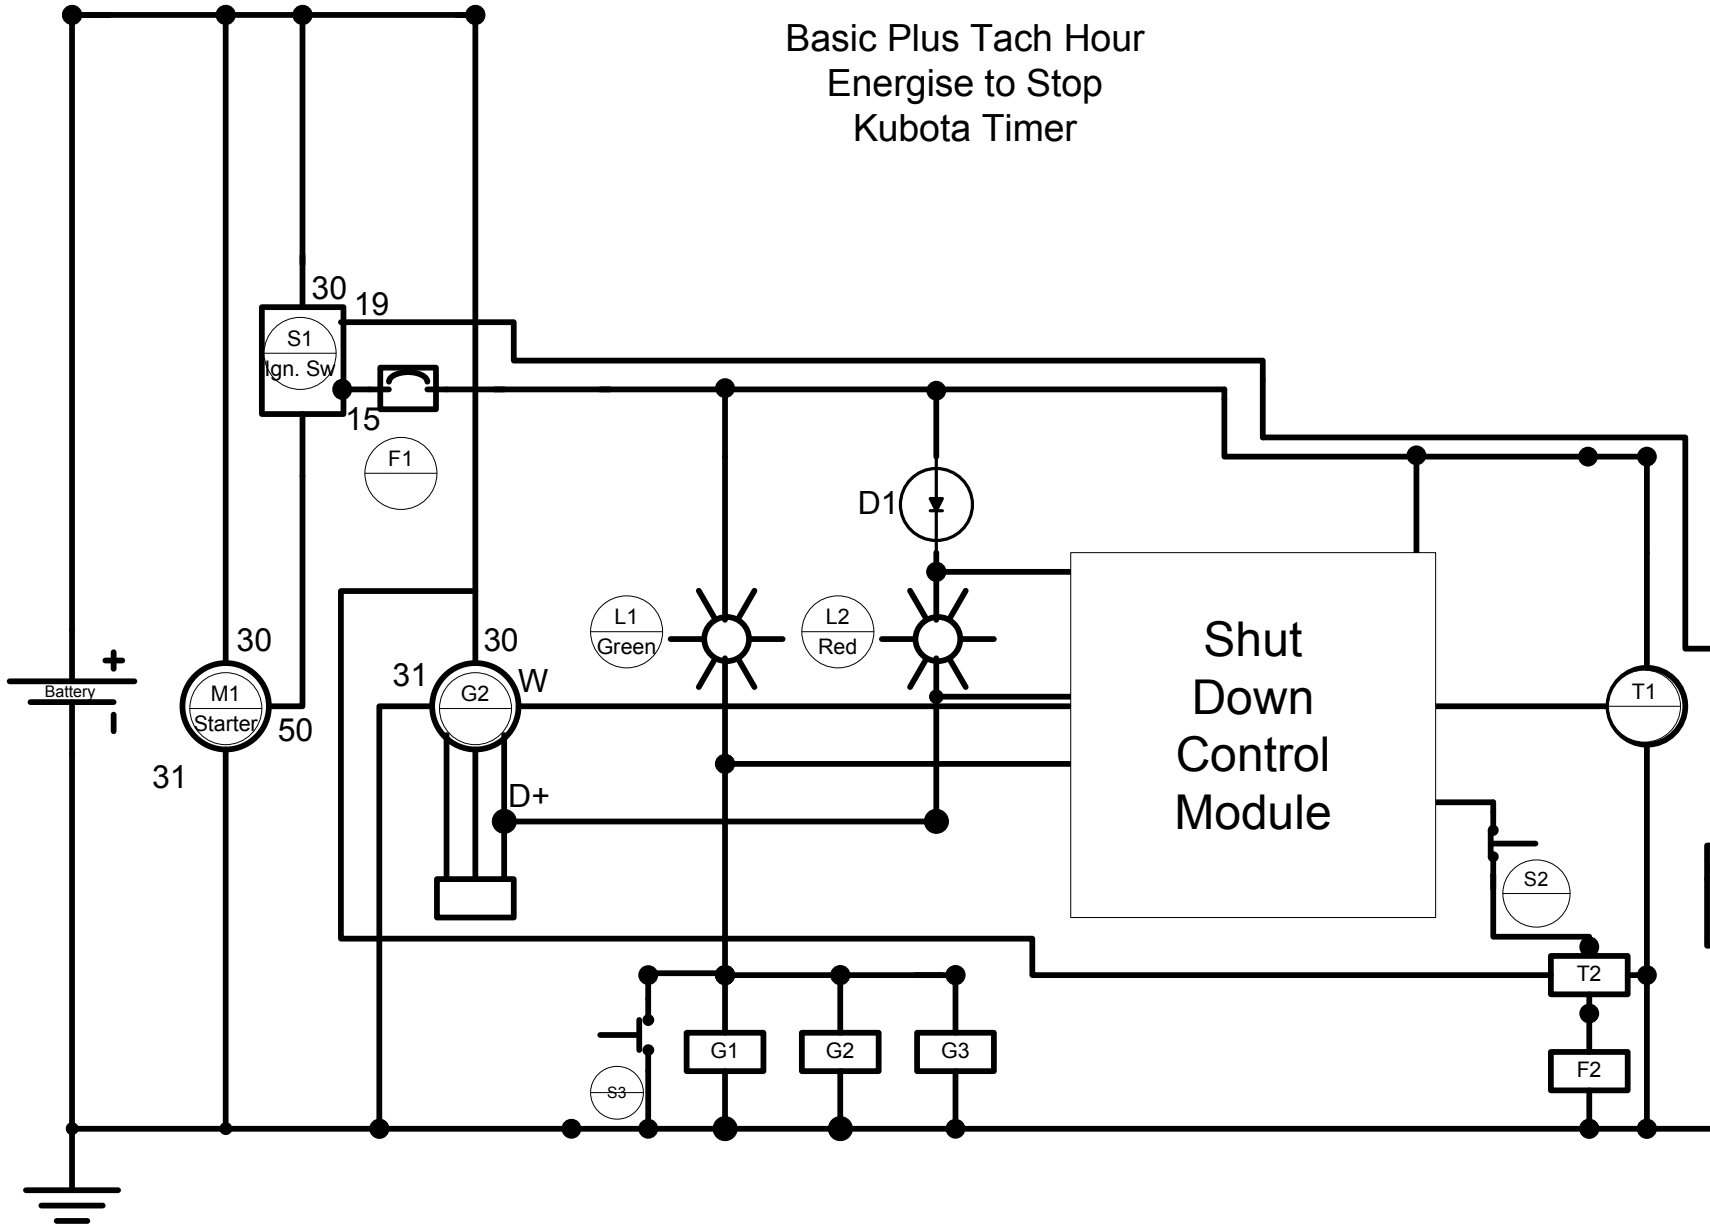 Basic Plus Tach Hour
Energise to Stop
Kubota Timer
30
19
S1
Ign. Sw
15
F1
D1
L1
Green
L2
Red
Shut
Down
Control
Module
30
30
31
W
+
Battery
-
M1
Starter
50
31
G2
T1
D+
S2
T2
G1
G2
G3
F2
S3